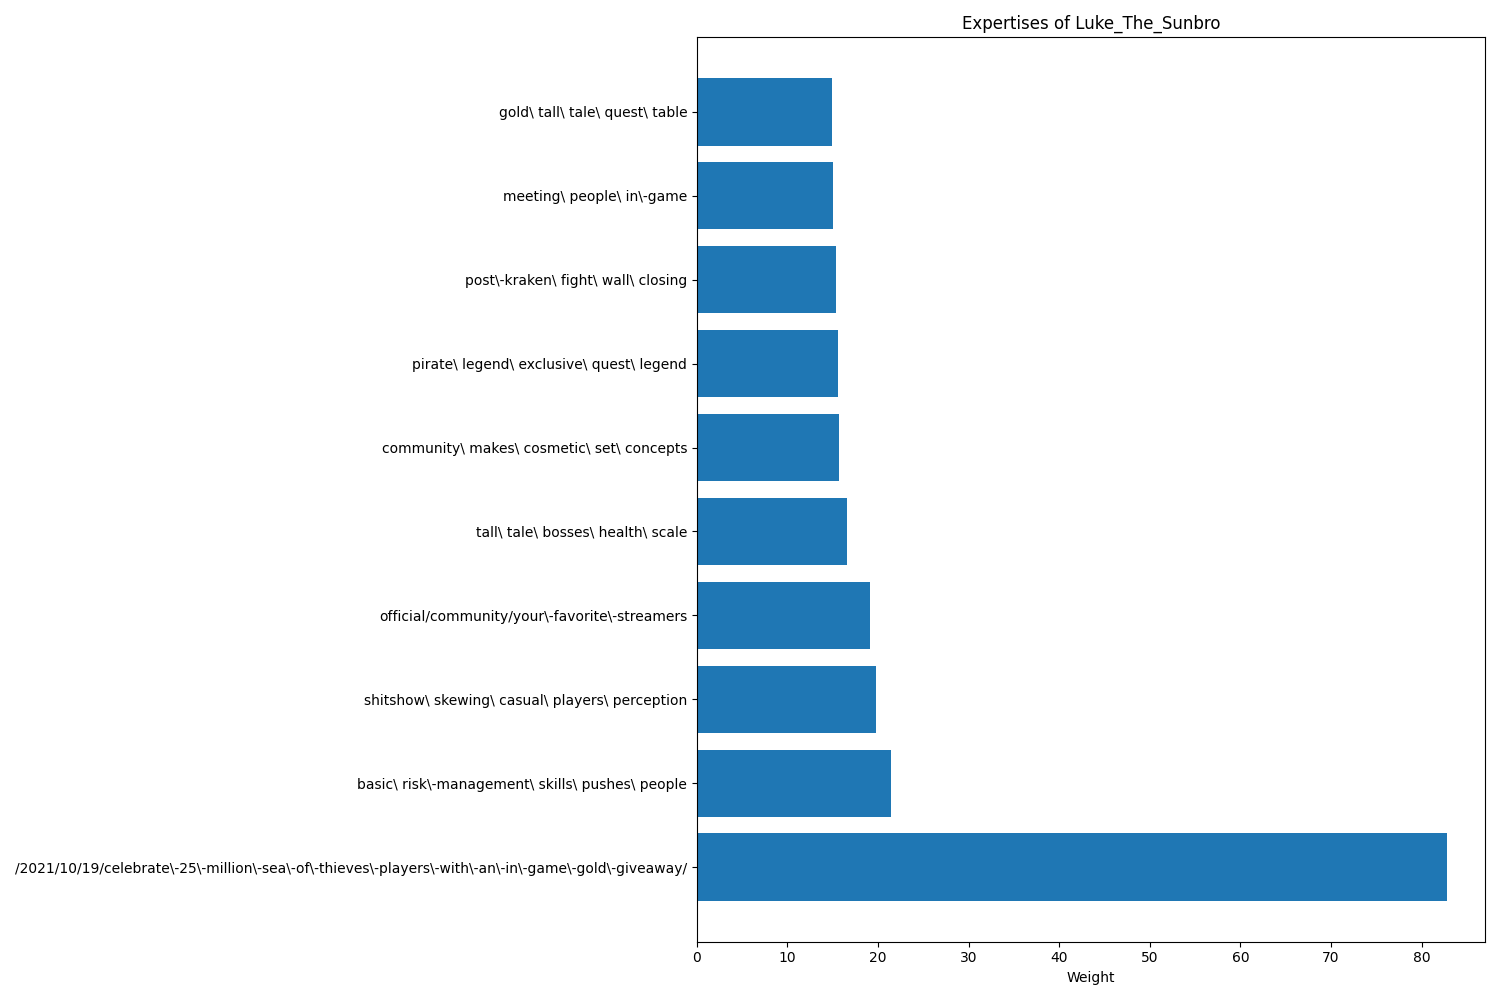 Expertises of Luke_The_Sunbro
gold\ tall\ tale\ quest\ table
meeting\ people\ in\-game
post\-kraken\ fight\ wall\ closing
pirate\ legend\ exclusive\ quest\ legend
community\ makes\ cosmetic\ set\ concepts
tall\ tale\ bosses\ health\ scale
official/community/your\-favorite\-streamers
shitshow\ skewing\ casual\ players\ perception
basic\ risk\-management\ skills\ pushes\ people
/2021/10/19/celebrate\-25\-million\-sea\-of\-thieves\-players\-with\-an\-in\-game\-gold\-giveaway/
0 10 20 30 40 50 60 70 80
Weight